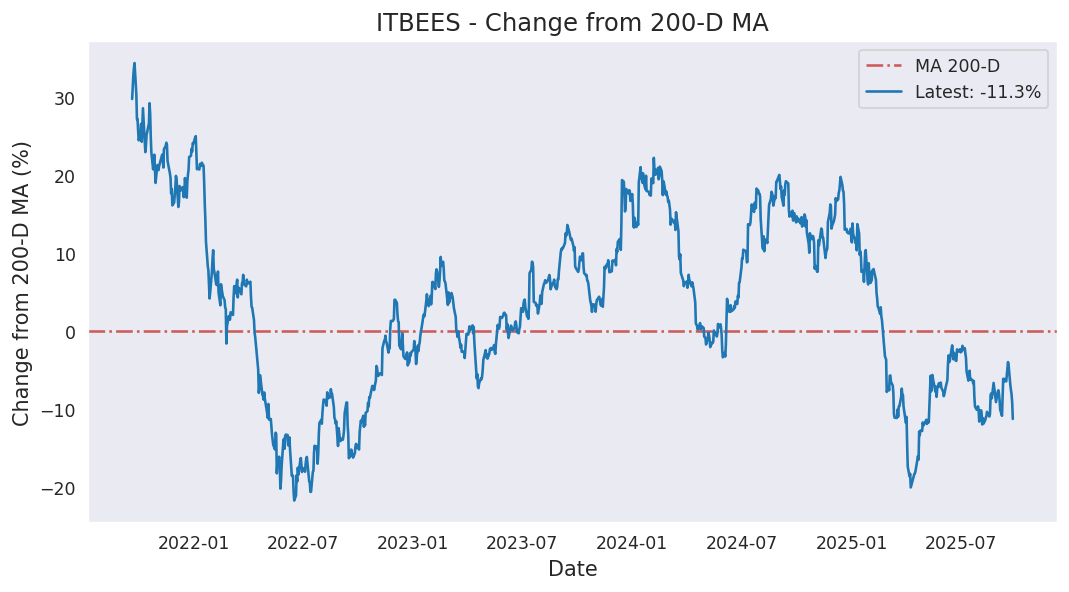 ITBEES - Change from 200-D MA
MA 200-D
Latest: -11.3%
Change from 200-D MA (%)
30
20
10
0
−10
−20
2022-01
2022-07
2023-01
2023-07
2024-01
2024-07
2025-01
2025-07
Date